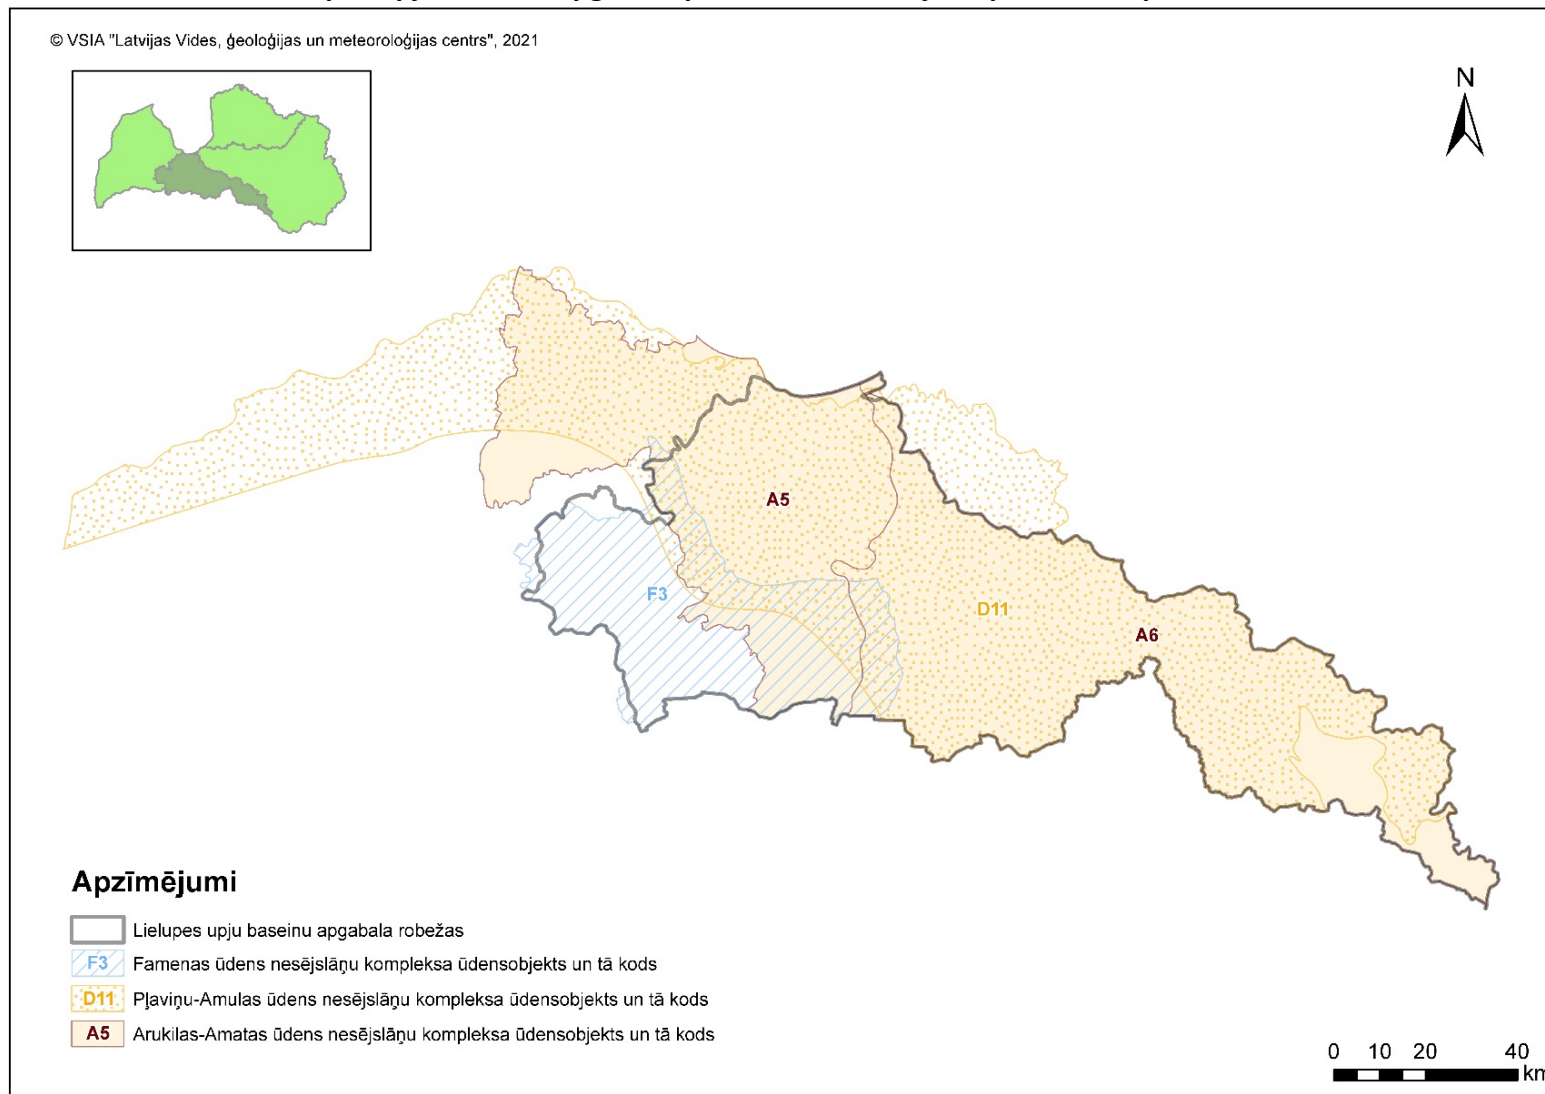 © VSIA "Latvijas Vides, ģeoloģijas un meteoroloģijas centrs", 2021
N
A5
F3
D11
A6
Apzīmējumi
Lielupes upju baseinu apgabala robežas
F3 Famenas ūdens nesējslāņu kompleksa ūdensobjekts un tā kods
D11 Pļaviņu-Amulas ūdens nesējslāņu kompleksa ūdensobjekts un tā kods
A5 Arukilas-Amatas ūdens nesējslāņu kompleksa ūdensobjekts un tā kods
0 10 20 40
km